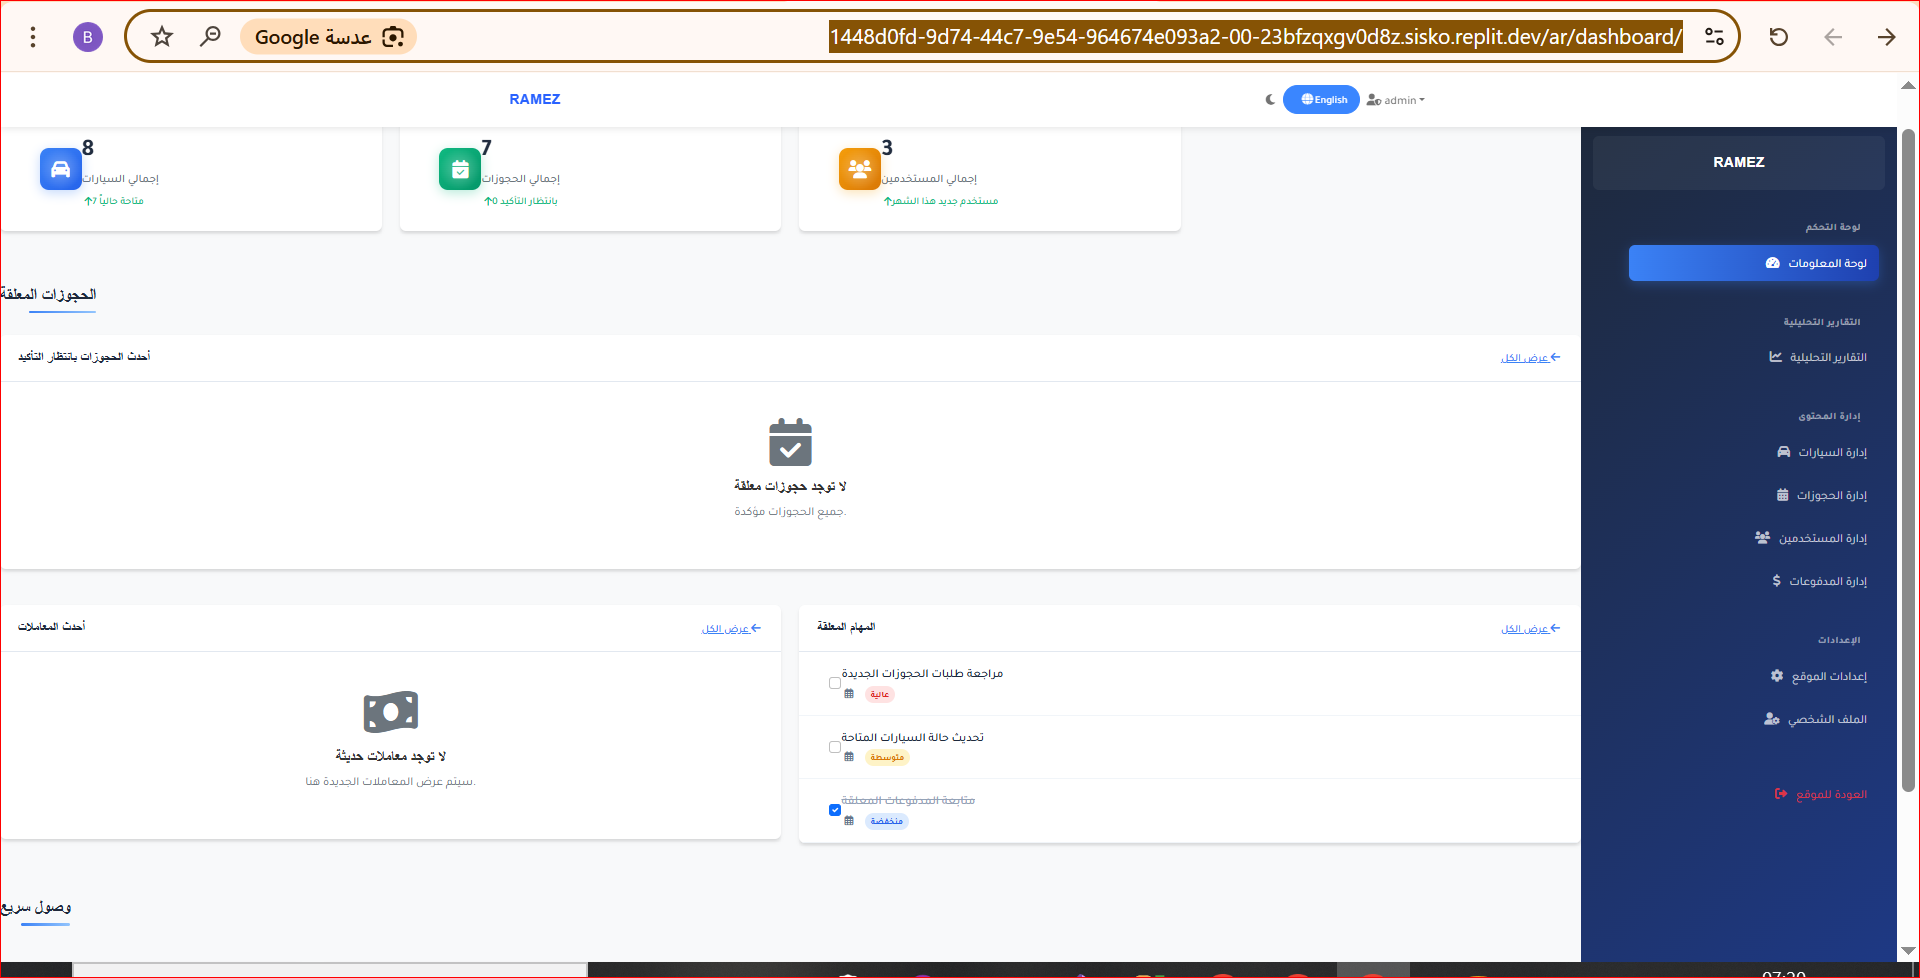 B
عدسة Google
1448d0fd-9d74-44c7-9e54-964674e093a2-00-23bfzqxgv0d8z.sisko.replit.dev/ar/dashboard/
RAMEZ
English
admin
RAMEZ
لوحة التحكم
لوحة المعلومات
التقارير التحليلية
التقارير التحليلية
إدارة المحتوى
إدارة السيارات
إدارة الحجوزات
إدارة المستخدمين
إدارة المدفوعات
الإعدادات
إعدادات الموقع
الملف الشخصي
العودة للموقع
8
إجمالي السيارات
7 متاحة حالياً
7
إجمالي الحجوزات
0 بانتظار التأكيد
3
إجمالي المستخدمين
مستخدم جديد هذا الشهر
الحجوزات المعلقة
أحدث الحجوزات بانتظار التأكيد
عرض الكل
لا توجد حجوزات معلقة
جميع الحجوزات مؤكدة.
أحدث المعاملات
عرض الكل
لا توجد معاملات حديثة
سيتم عرض المعاملات الجديدة هنا.
المهام المعلقة
عرض الكل
مراجعة طلبات الحجوزات الجديدة
عالية
تحديث حالة السيارات المتاحة
متوسطة
متابعة المدفوعات المعلقة
منخفضة
وصول سريع